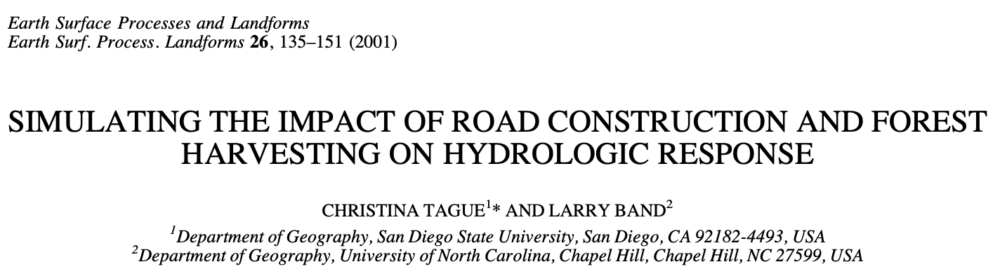 Earth Surface Processes and Landforms
Earth Surf. Process. Landforms 26, 135–151 (2001)
SIMULATING THE IMPACT OF ROAD CONSTRUCTION AND FOREST
HARVESTING ON HYDROLOGIC RESPONSE
CHRISTINA TAGUE1* AND LARRY BAND2
1Department of Geography, San Diego State University, San Diego, CA 92182-4493, USA
2Department of Geography, University of North Carolina, Chapel Hill, Chapel Hill, NC 27599, USA